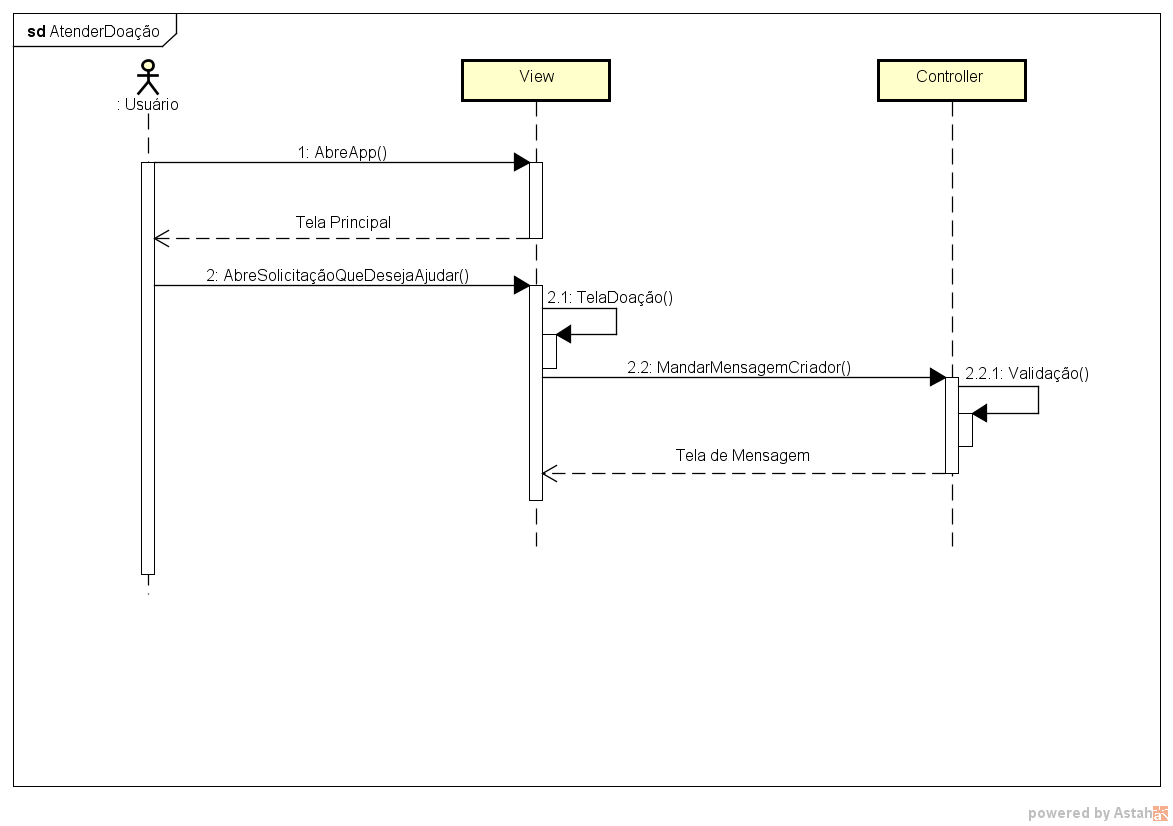 sd AtenderDoação
: Usuário
View
Controller
1: AbreApp()
Tela Principal
2: AbreSolicitaçãoQueDesejaAjudar()
2.1: TelaDoação()
2.2: MandarMensagemCriador()
2.2.1: Validação()
Tela de Mensagem
powered by Astah